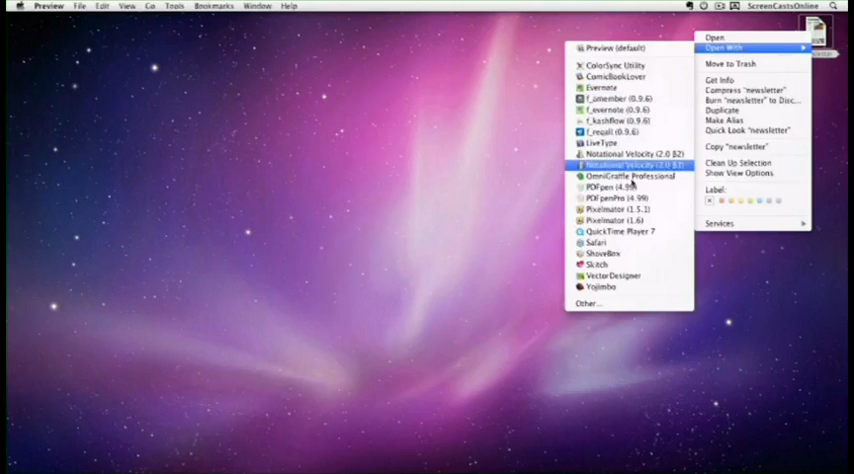 Preview File Edit View Go Tools Bookmarks Window Help ScreenCastsOnline
Open
Open With
Move to Trash
Get Info
Compress "newsletter"
Burn "newsletter" to Disc...
Duplicate
Make Alias
Quick Look "newsletter"
Copy "newsletter"
Clean Up Selection
Show View Options
Label:
Services
Preview (default)
ColorSync Utility
ComicBookLover
Evernote
f_amember (0.9.6)
f_evernote (0.9.6)
f_kashflow (0.9.6)
f_reqall (0.9.6)
LiveType
Notational Velocity (2.0 β2)
Notational Velocity (2.0 β2)
OmniGraffle Professional
PDFpen (4.99)
PDFpenPro (4.99)
Pixelmator (1.5.1)
Pixelmator (1.6)
QuickTime Player 7
Safari
ShoveBox
Skitch
VectorDesigner
Yojimbo
Other...